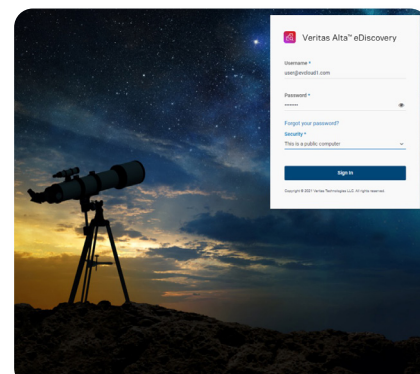 Veritas Alta™ eDiscovery
Username *
user@evcloud1.com
Password *
•••••••
Forgot your password?
Security *
This is a public computer
Sign In
Copyright © 2021 Veritas Technologies LLC. All rights reserved